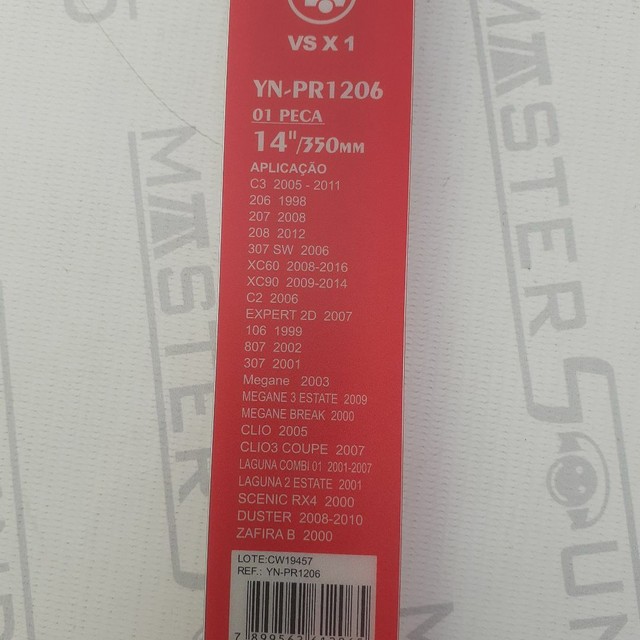 VS X 1
YN-PR1206
01 PECA
14"/350MM
APLICAÇÃO
C3 2005 - 2011
206 1998
207 2008
208 2012
307 SW 2006
XC60 2008-2016
XC90 2009-2014
C2 2006
EXPERT 2D 2007
106 1999
807 2002
307 2001
Megane 2003
MEGANE 3 ESTATE 2009
MEGANE BREAK 2000
CLIO 2005
CLIO3 COUPE 2007
LAGUNA COMBI 01 2001-2007
LAGUNA 2 ESTATE 2001
SCENIC RX4 2000
DUSTER 2008-2010
ZAFIRA B 2000
LOTE:CW19457
REF.: YN-PR1206
MASTER
MASTER SOUN